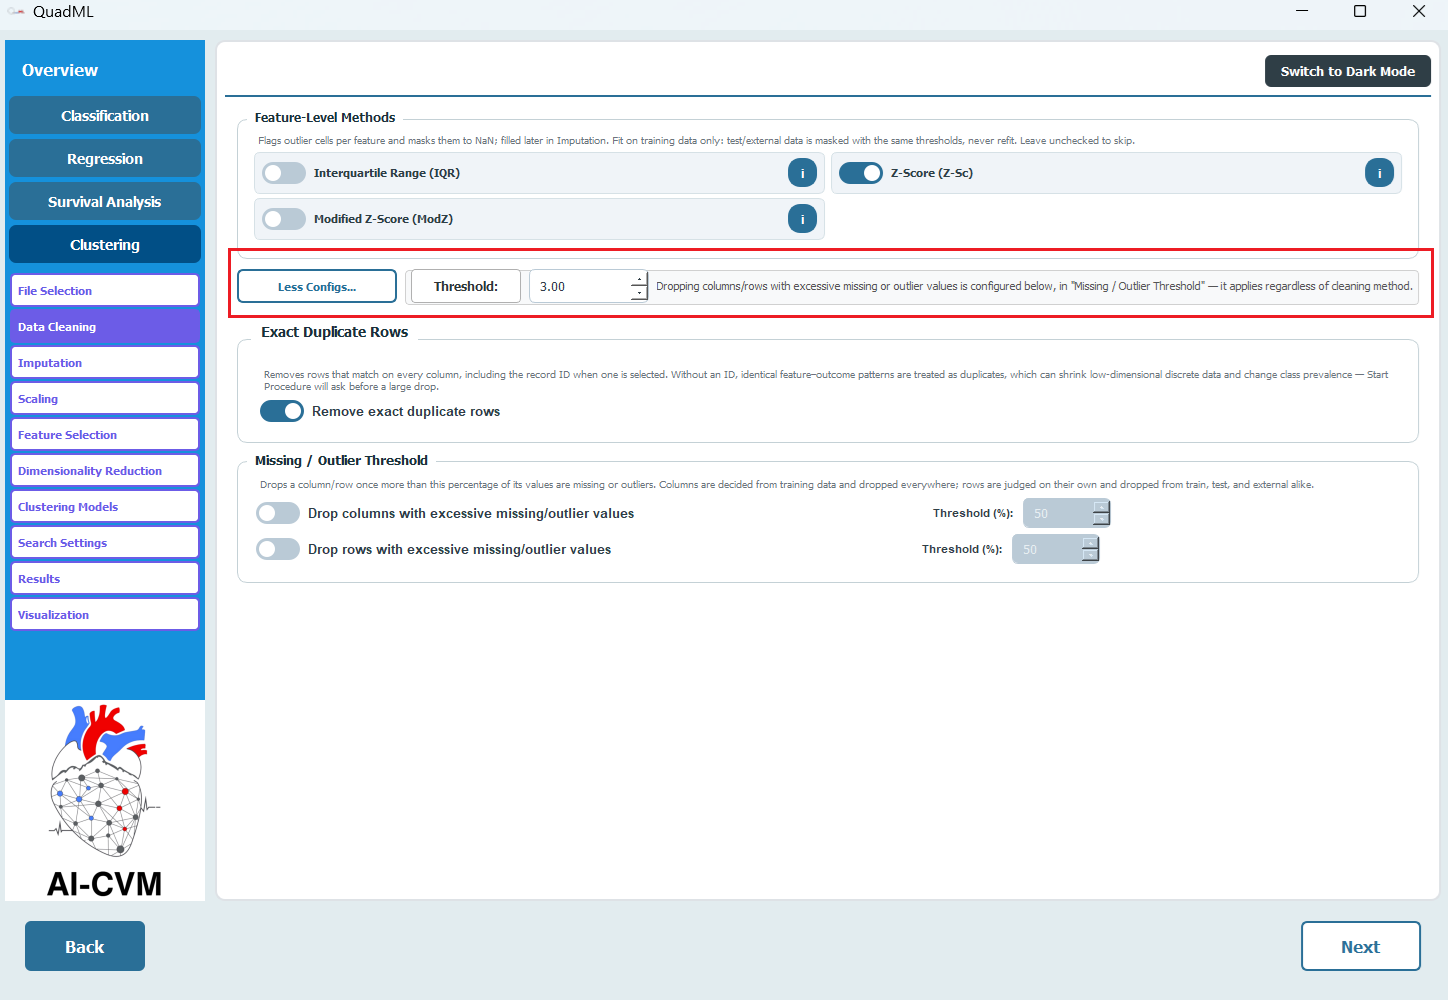 QuadML
Overview
Switch to Dark Mode
Classification
Regression
Survival Analysis
Clustering
File Selection
Data Cleaning
Imputation
Scaling
Feature Selection
Dimensionality Reduction
Clustering Models
Search Settings
Results
Visualization
AI-CVM
Feature-Level Methods
Flags outlier cells per feature and masks them to NaN; filled later in Imputation. Fit on training data only: test/external data is masked with the same thresholds, never refit. Leave unchecked to skip.
Interquartile Range (IQR) i
Z-Score (Z-Sc) i
Modified Z-Score (ModZ) i
Less Configs... Threshold: 3.00 Dropping columns/rows with excessive missing or outlier values is configured below, in "Missing / Outlier Threshold" — it applies regardless of cleaning method.
Exact Duplicate Rows
Removes rows that match on every column, including the record ID when one is selected. Without an ID, identical feature–outcome patterns are treated as duplicates, which can shrink low-dimensional discrete data and change class prevalence — Start
Procedure will ask before a large drop.
Remove exact duplicate rows
Missing / Outlier Threshold
Drops a column/row once more than this percentage of its values are missing or outliers. Columns are decided from training data and dropped everywhere; rows are judged on their own and dropped from train, test, and external alike.
Drop columns with excessive missing/outlier values Threshold (%): 50
Drop rows with excessive missing/outlier values Threshold (%): 50
Back
Next